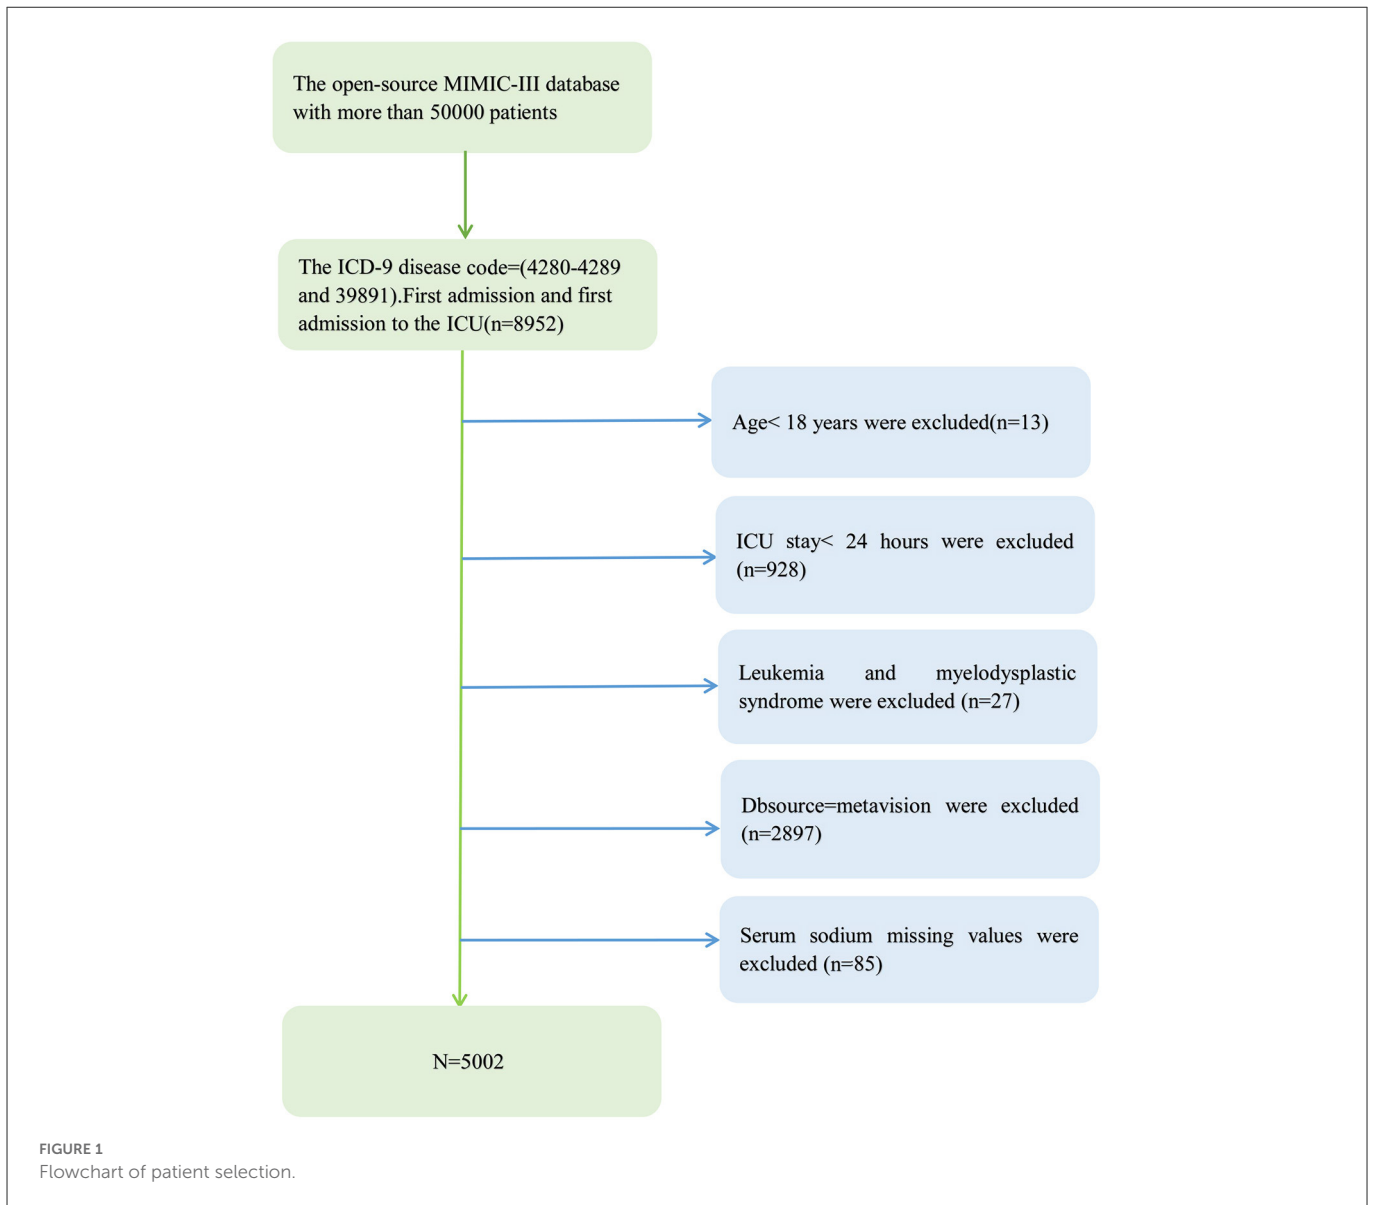 The open-source MIMIC-III database
with more than 50000 patients
The ICD-9 disease code=(4280-4289
and 39891).First admission and first
admission to the ICU(n=8952)
Age< 18 years were excluded(n=13)
ICU stay< 24 hours were excluded
(n=928)
Leukemia and myelodysplastic
syndrome were excluded (n=27)
Dbsource=metavision were excluded
(n=2897)
Serum sodium missing values were
excluded (n=85)
N=5002
FIGURE 1
Flowchart of patient selection.